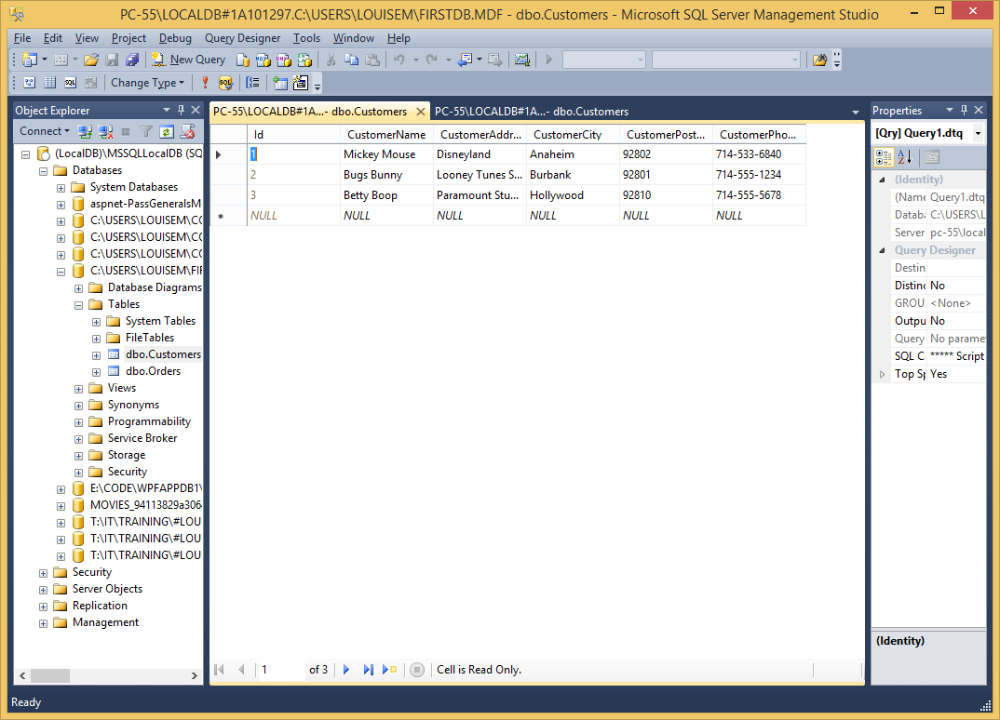 PC-55\LOCALDB#1A101297.C:\USERS\LOUISEM\FIRSTDB.MDF - dbo.Customers - Microsoft SQL Server Management Studio
File Edit View Project Debug Query Designer Tools Window Help
New Query
Change Type
Object Explorer
Connect
(LocalDB)\MSSQLLocalDB (SQ
Databases
System Databases
aspnet-PassGeneralsM
C:\USERS\LOUISEM\CO
C:\USERS\LOUISEM\CO
C:\USERS\LOUISEM\CO
C:\USERS\LOUISEM\FIR
Database Diagrams
Tables
System Tables
FileTables
dbo.Customers
dbo.Orders
Views
Synonyms
Programmability
Service Broker
Storage
Security
E:\CODE\WPFAPPDB1\
MOVIES_94113829a306
T:\IT\TRAINING\#LOU
T:\IT\TRAINING\#LOU
T:\IT\TRAINING\#LOU
Security
Server Objects
Replication
Management
PC-55\LOCALDB#1A...- dbo.Customers PC-55\LOCALDB#1A...- dbo.Customers
Id CustomerName CustomerAddr... CustomerCity CustomerPost... CustomerPho...
1 Mickey Mouse Disneyland Anaheim 92802 714-533-6840
2 Bugs Bunny Looney Tunes S... Burbank 92801 714-555-1234
3 Betty Boop Paramount Stu... Hollywood 92810 714-555-5678
NULL NULL NULL NULL NULL NULL
1 of 3 Cell is Read Only.
Properties
[Qry] Query1.dtq
(Identity)
(Name Query1.dtq
Databa C:\USERS\L
Server pc-55\local
Query Designer
Destin
Distinc No
GROU <None>
Outpu No
Query No parame
SQL C ***** Script
Top Sp Yes
(Identity)
Ready